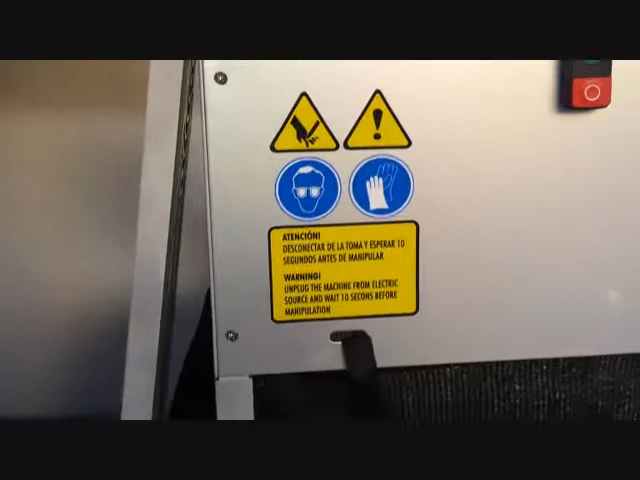 ATENCIÓN!
DESCONECTAR DE LA TOMA Y ESPERAR 10
SEGUNDOS ANTES DE MANIPULAR
WARNING!
UNPLUG THE MACHINE FROM ELECTRIC
SOURCE AND WAIT 10 SECONDS BEFORE
MANIPULATION